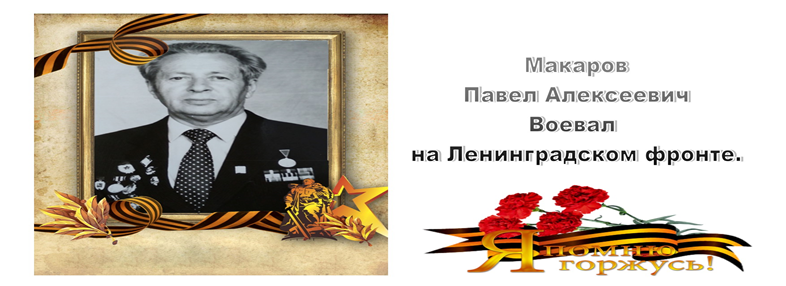 Макаров
Павел Алексеевич
Воевал
на Ленинградском фронте.
Я помню
горжусь!